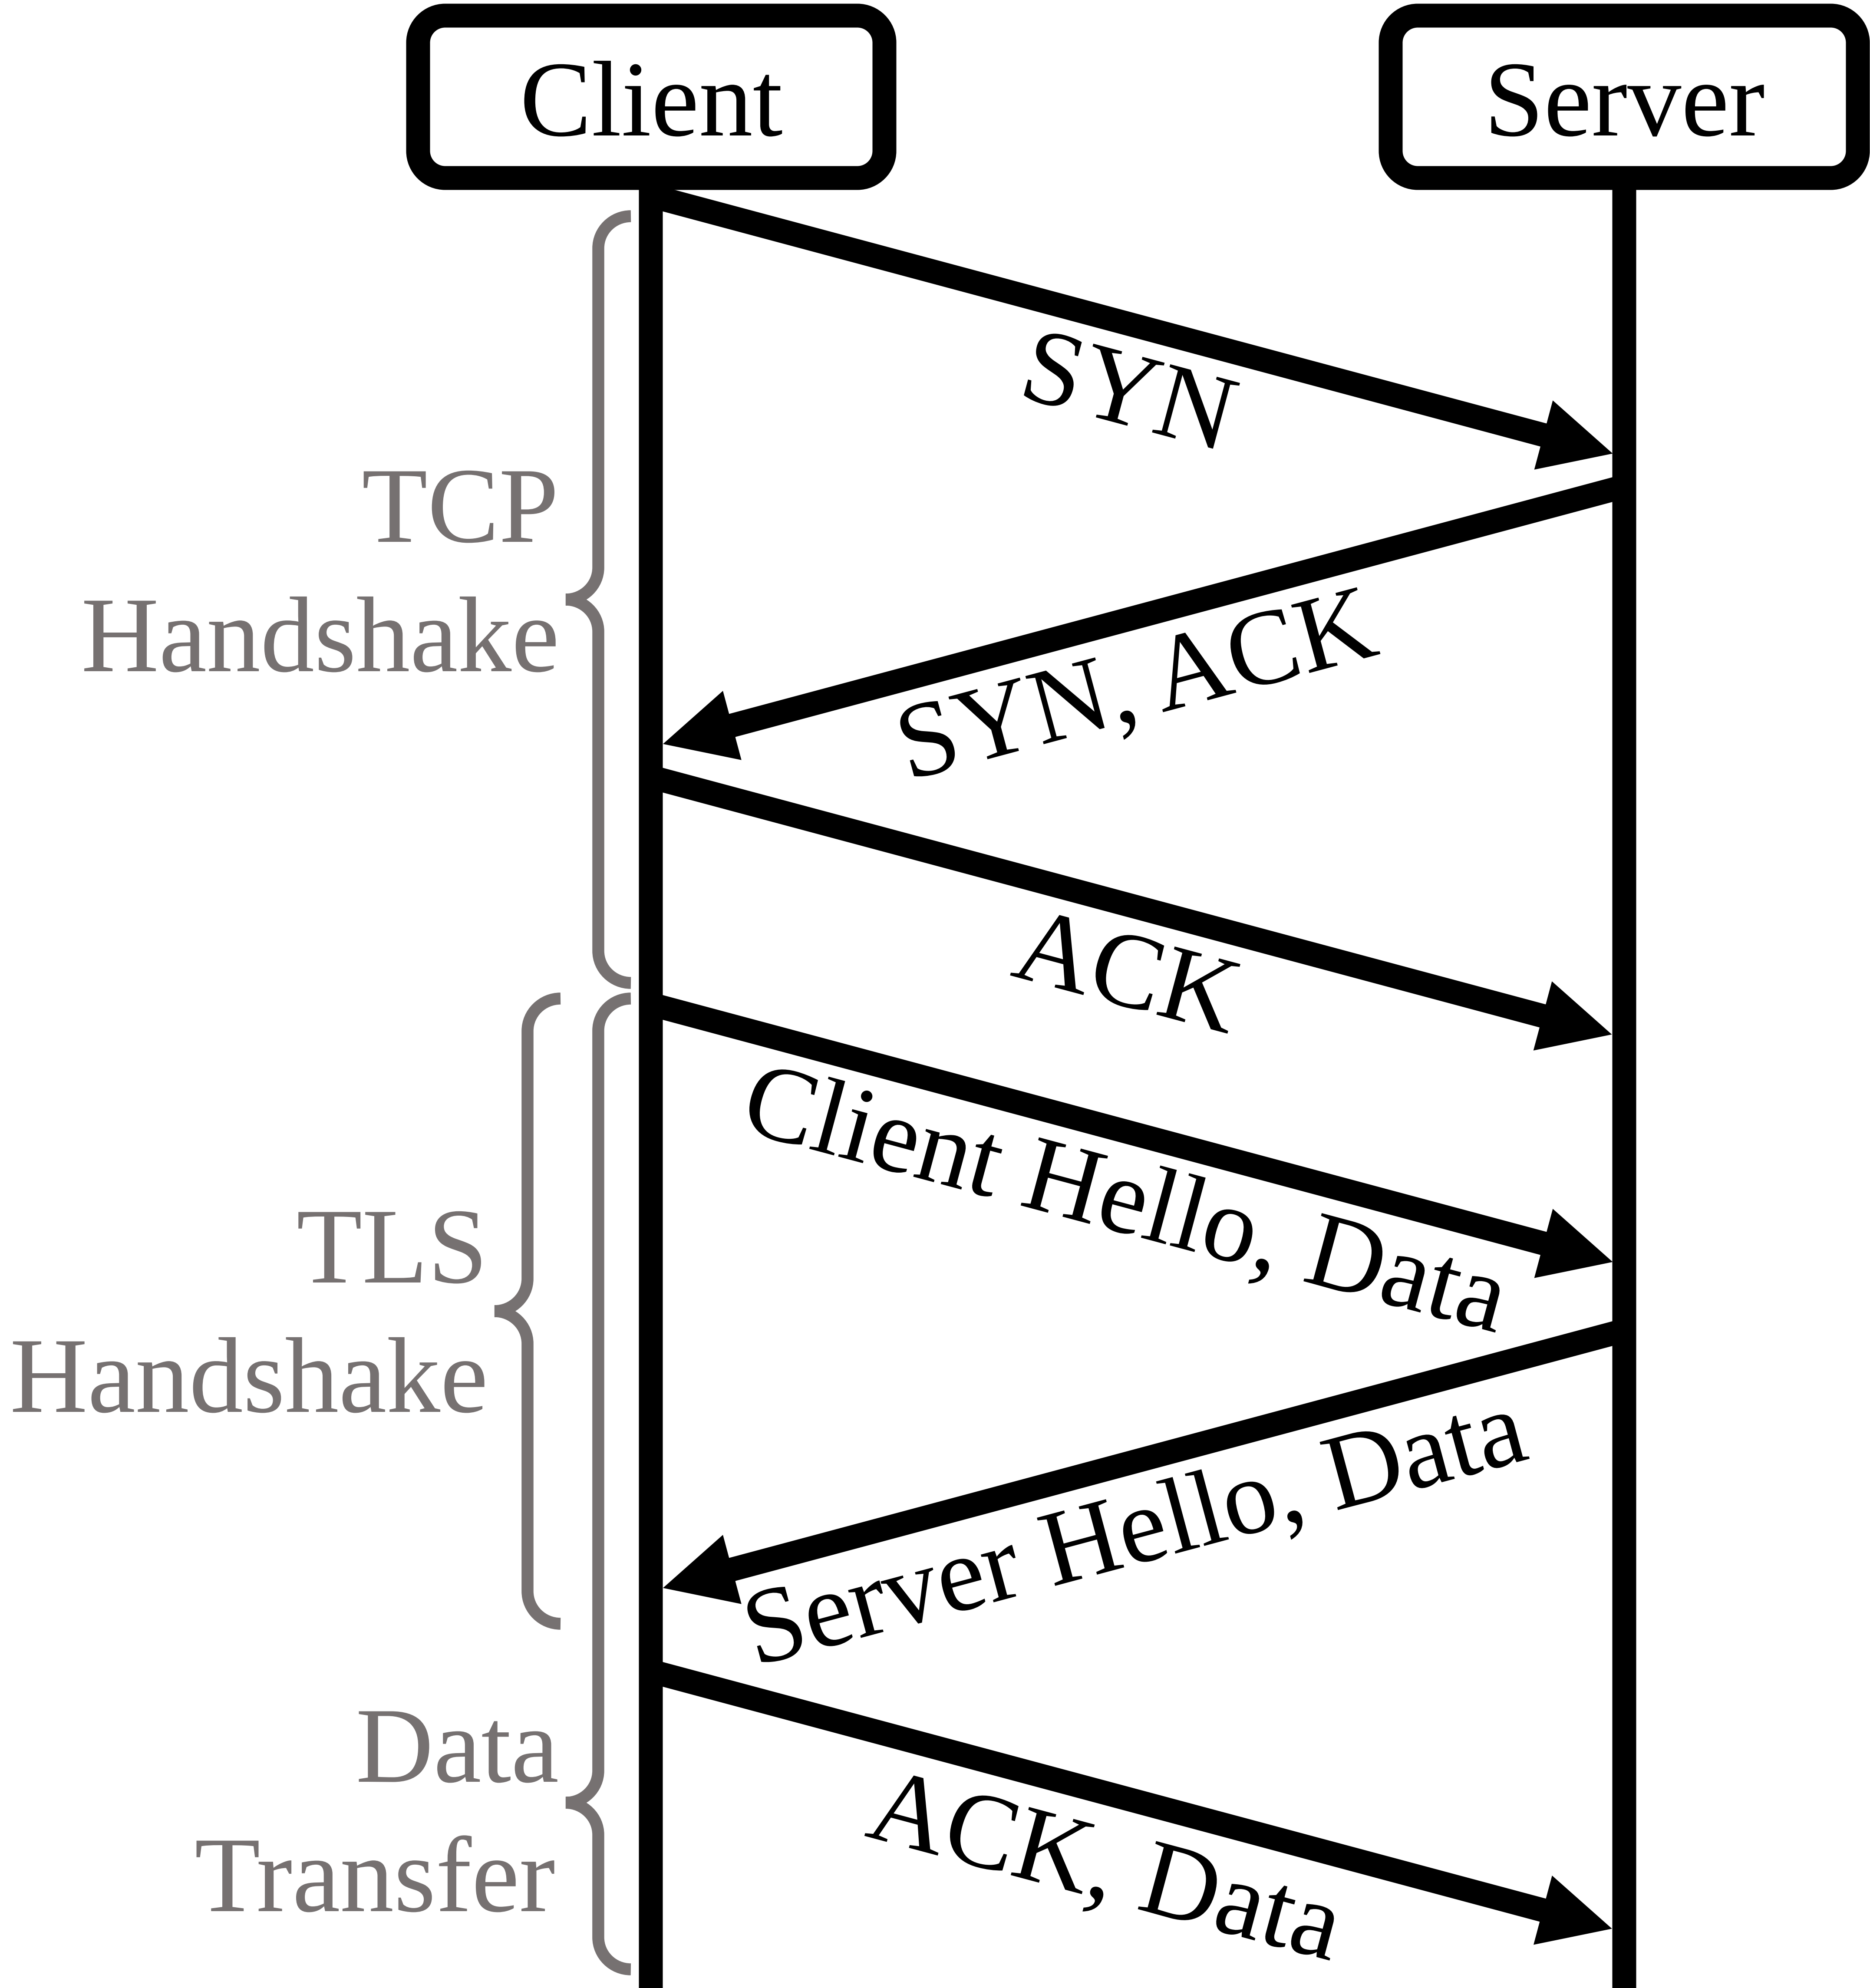 Client
Server
SYN
TCP
Handshake
SYN, ACK
ACK
Client Hello, Data
TLS
Handshake
Server Hello, Data
Data
Transfer
ACK, Data